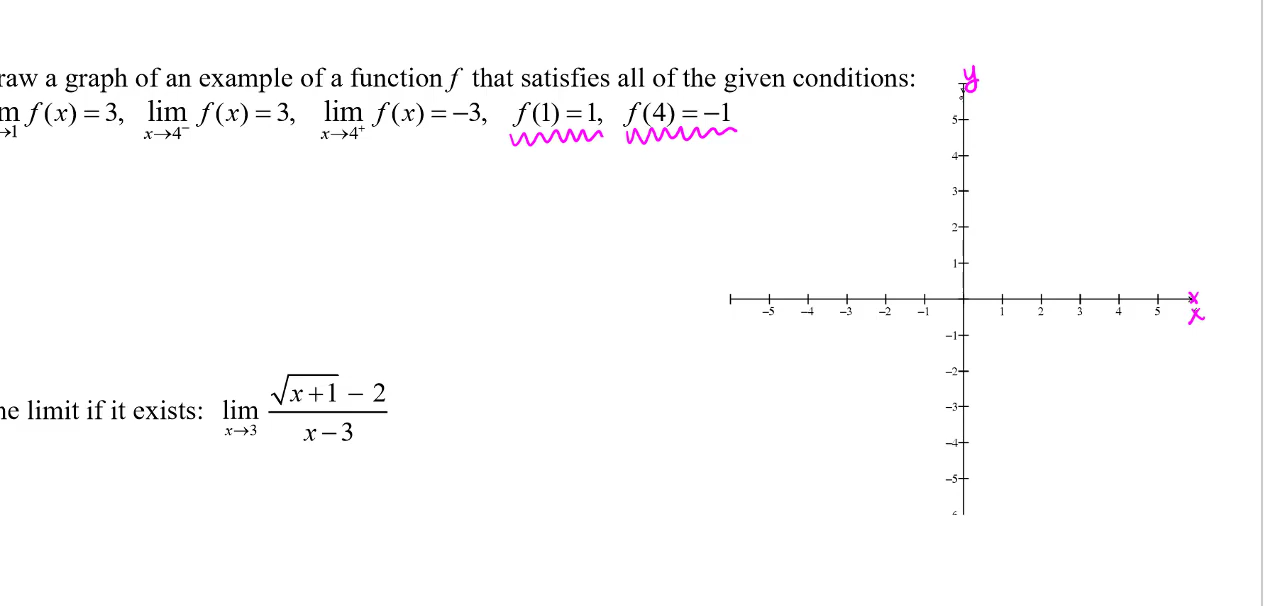 raw a graph of an example of a function f that satisfies all of the given conditions:
m f(x) = 3, lim f(x) = 3, lim f(x) = −3, f(1) = 1, f(4) = −1
→1 x→4⁻ x→4⁺
y
5
4
3
2
1
−5 −4 −3 −2 −1 1 2 3 4 5
x
x
−1
−2
−3
−4
−5
he limit if it exists: lim x→3 (√(x+1) − 2)/(x − 3)